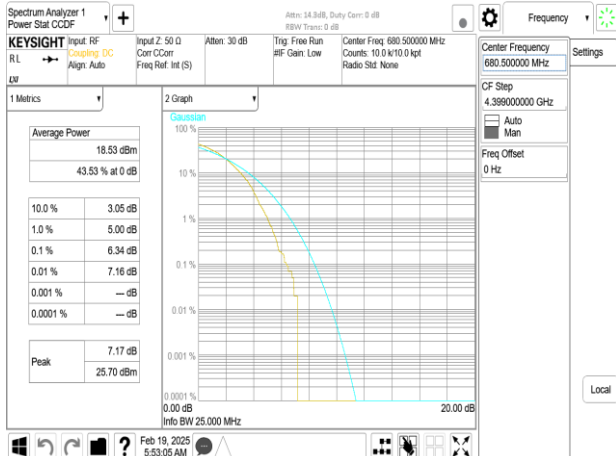 Spectrum Analyzer 1
Power Stat CCDF
Attn: 14.3dB, Duty Corr: 0 dB
RBW Trans: 0 dB
Frequency
KEYSIGHT
RL
LXI
Input: RF
Coupling: DC
Align: Auto
Input Z: 50 Ω
Corr CCorr
Freq Ref: Int (S)
Atten: 30 dB
Trig: Free Run
#IF Gain: Low
Center Freq: 680.500000 MHz
Counts: 10.0 k/10.0 kpt
Radio Std: None
Center Frequency
680.500000 MHz
Settings
CF Step
4.399000000 GHz
Auto
Man
Freq Offset
0 Hz
Local
1 Metrics
Average Power
18.53 dBm
43.53 % at 0 dB
10.0 % 3.05 dB
1.0 % 5.00 dB
0.1 % 6.34 dB
0.01 % 7.16 dB
0.001 % --- dB
0.0001 % --- dB
Peak
7.17 dB
25.70 dBm
2 Graph
Gaussian
100 %
10 %
1 %
0.1 %
0.01 %
0.001 %
0.0001 %
0.00 dB 20.00 dB
Info BW 25.000 MHz
?
Feb 19, 2025
5:53:05 AM